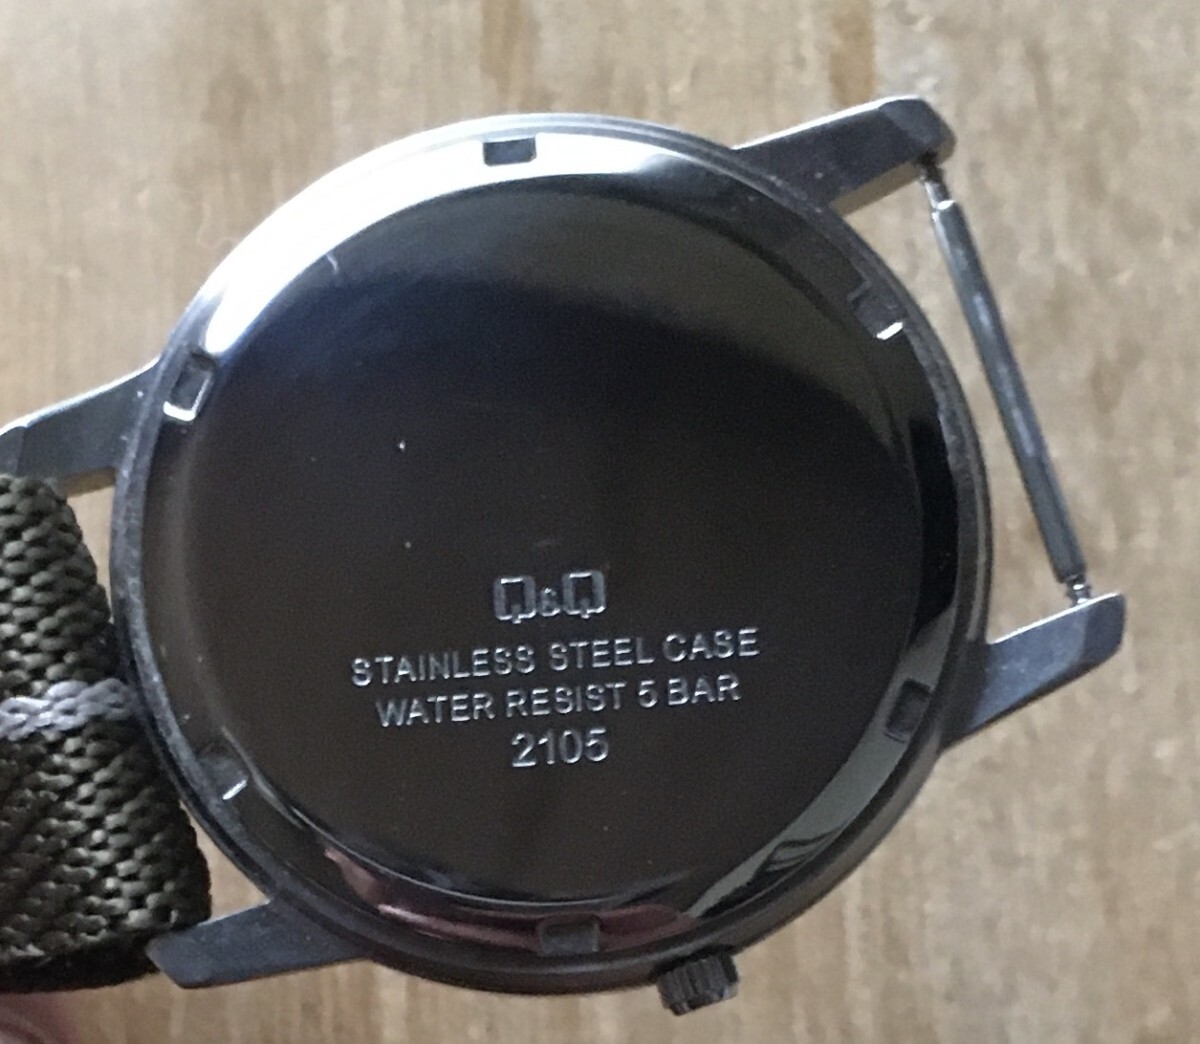 Q&Q
STAINLESS STEEL CASE
WATER RESIST 5 BAR
2105